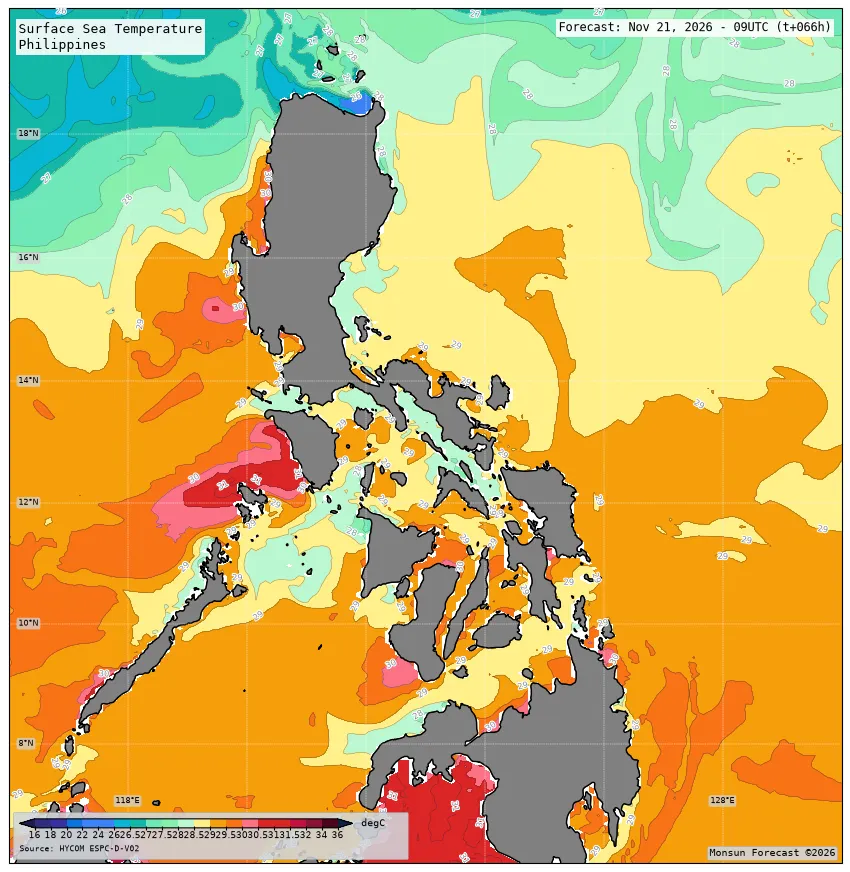 Surface Sea Temperature
Philippines
Forecast: Nov 21, 2026 - 09UTC (t+066h)
18°N
16°N
14°N
12°N
10°N
8°N
118°E
128°E
16 18 20 22 24 26 26.5 27 27.5 28 28.5 29 29.5 30 30.5 31 31.5 32 34 36 degC
Source: HYCOM ESPC-D-V02
Monsun Forecast ©2026